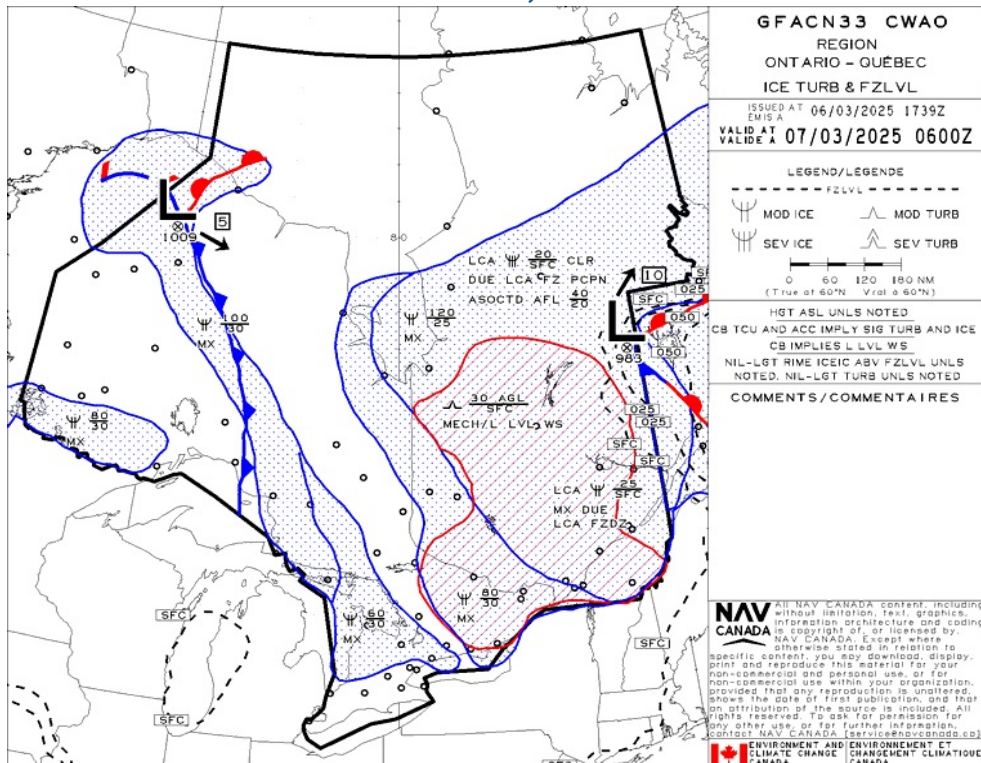 GFACN33 CWAO
REGION
ONTARIO – QUÉBEC
ICE TURB & FZLVL
ISSUED AT
ÉMIS À
06/03/2025 1739Z
VALID AT
VALIDE À
07/03/2025 0600Z
LEGEND/LÉGENDE
FZLVL
MOD ICE
MOD TURB
SEV ICE
SEV TURB
0 60 120 180 NM
(True at 60°N Vrai à 60°N)
HGT ASL UNLS NOTED
CB TCU AND ACC IMPLY SIG TURB AND ICE
CB IMPLIES L LVL WS
NIL-LGT RIME ICEIC ABV FZLVL UNLS
NOTED. NIL-LGT TURB UNLS NOTED
COMMENTS/COMMENTAIRES
L
1009
5
80
LCA 20/SFC CLR
DUE LCA FZ PCPN
ASOCTD AFL 40/20
10
SFC
025
L
983
050
050
100/30
MX
120/25
MX
80/30
MX
30 AGL/SFC
MECH/L LVL WS
025
025
SFC
SFC
LCA 25/SFC
MX DUE
LCA FZDZ
80/30
MX
60/30
MX
SFC
SFC
SFC
SFC
NAV CANADA
All NAV CANADA content, including
without limitation, text, graphics,
information architecture and coding
is copyright of, or licensed by,
NAV CANADA. Except where
otherwise stated in relation to
specific content, you may download, display,
print and reproduce this material for your
non-commercial and personal use, or for
non-commercial use within your organization,
provided that any reproduction is unaltered,
shows the date of first publication, and that
an attribution of the source is included. All
rights reserved. To ask for permission for
any other use, or for further information,
contact NAV CANADA [service@navcanada.ca]
ENVIRONMENT AND
CLIMATE CHANGE
CANADA
ENVIRONNEMENT ET
CHANGEMENT CLIMATIQUE
CANADA